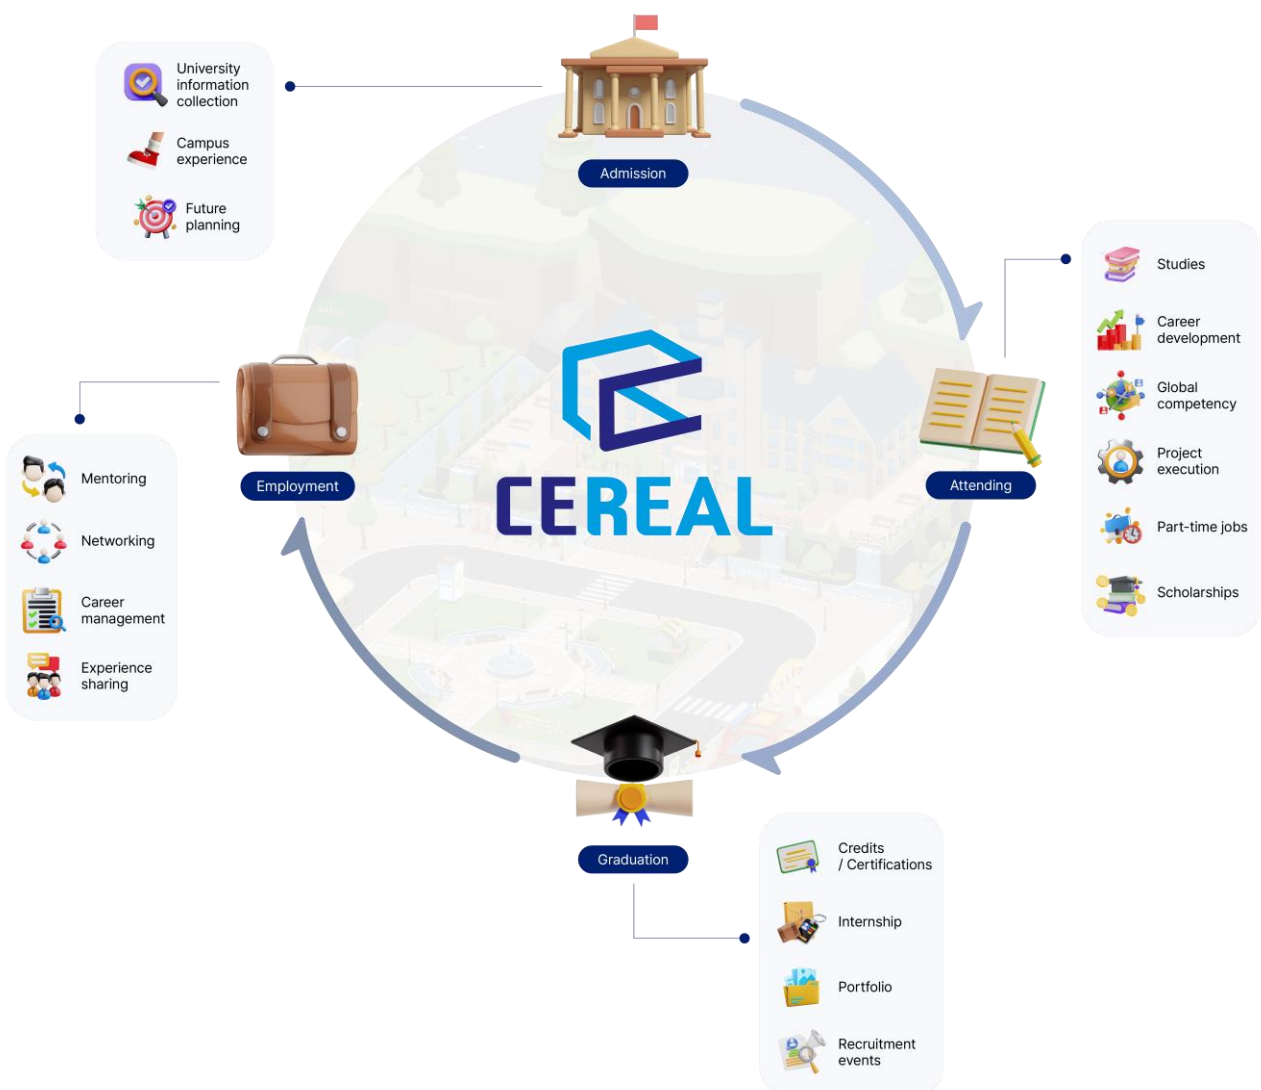 University
information
collection
Campus
experience
Future
planning
Admission
Studies
Career
development
Global
competency
Project
execution
Part-time jobs
Scholarships
Attending
CEREAL
Employment
Mentoring
Networking
Career
management
Experience
sharing
Graduation
Credits
/ Certifications
Internship
Portfolio
Recruitment
events